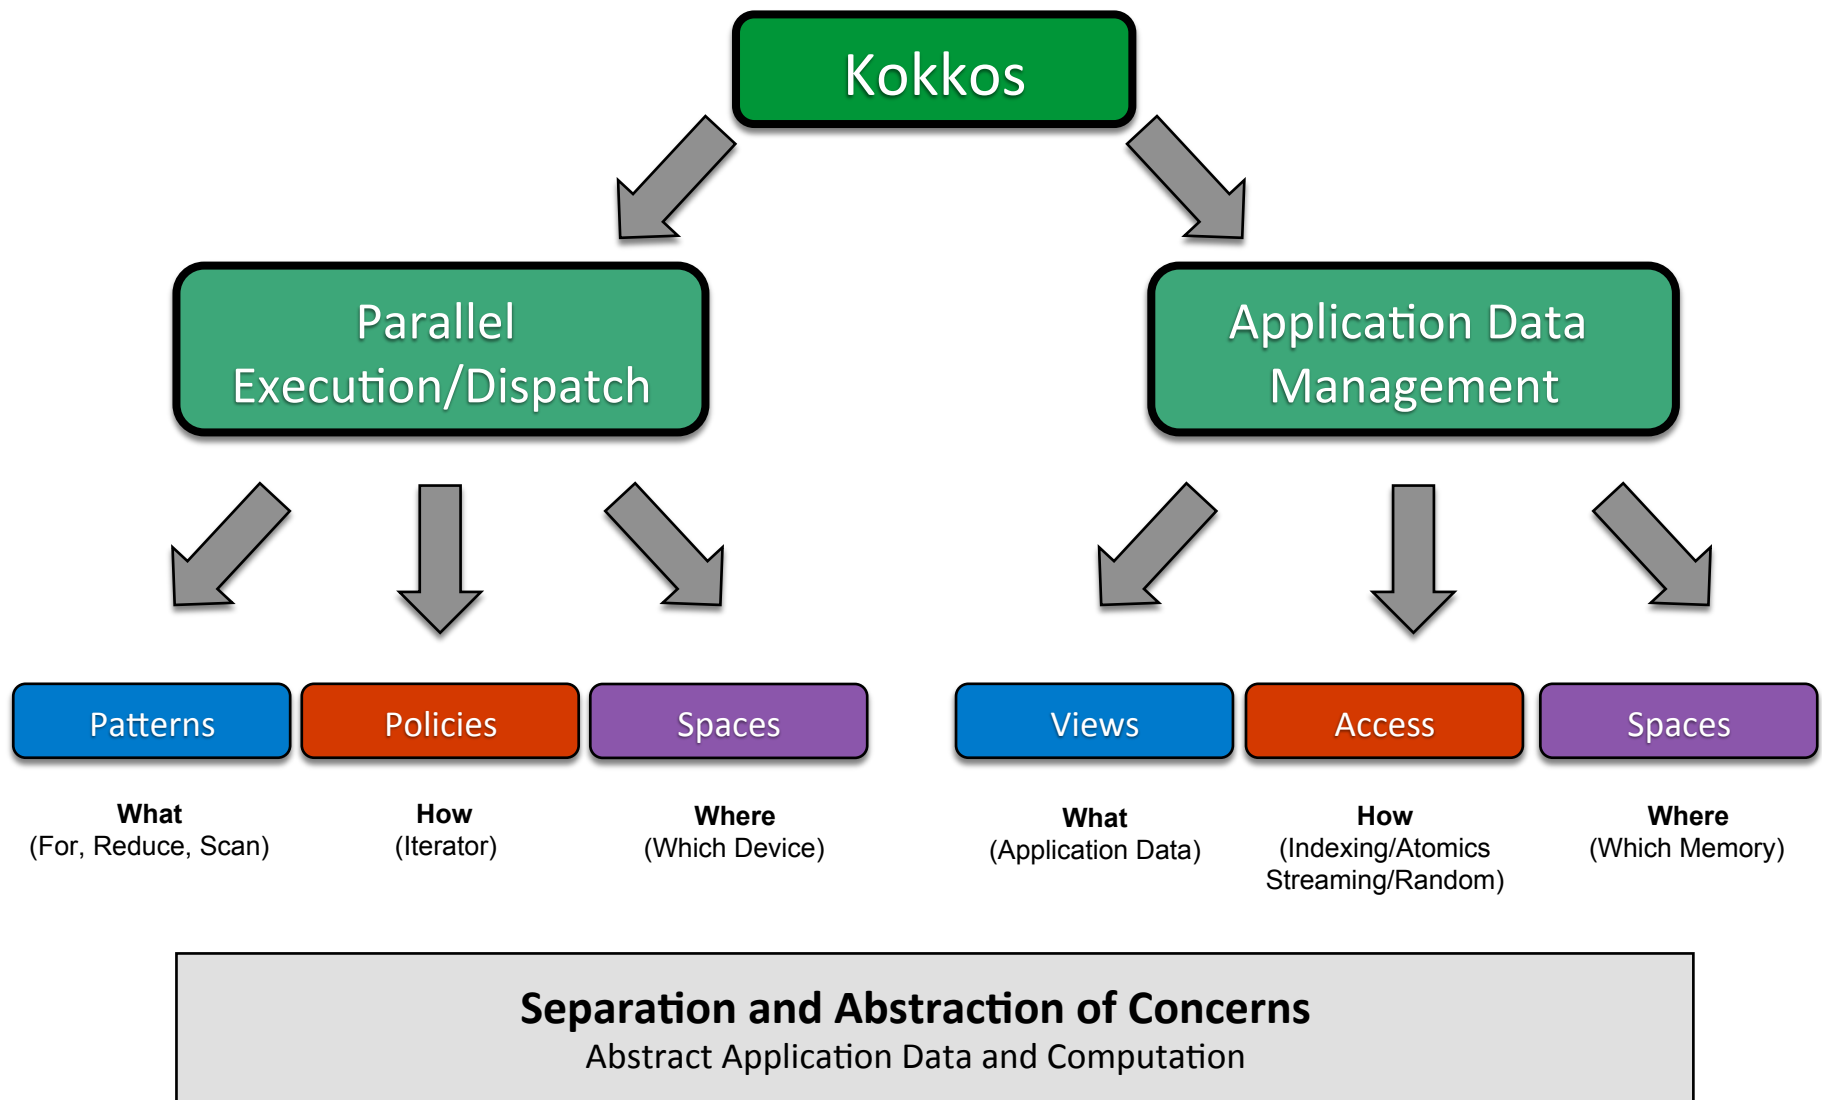 Kokkos
Parallel
Execution/Dispatch
Application Data
Management
Patterns
Policies
Spaces
Views
Access
Spaces
What
(For, Reduce, Scan)
How
(Iterator)
Where
(Which Device)
What
(Application Data)
How
(Indexing/Atomics
Streaming/Random)
Where
(Which Memory)
Separation and Abstraction of Concerns
Abstract Application Data and Computation